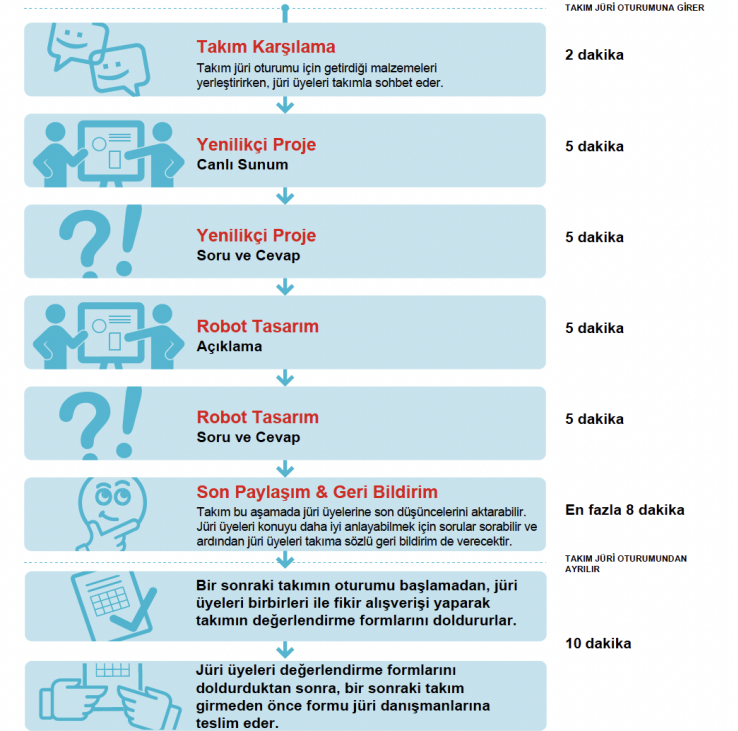 TAKIM JÜRİ OTURUMUNA GİRER
Takım Karşılama
Takım jüri oturumu için getirdiği malzemeleri
yerleştirirken, jüri üyeleri takımla sohbet eder.
2 dakika
Yenilikçi Proje
Canlı Sunum
5 dakika
Yenilikçi Proje
Soru ve Cevap
5 dakika
Robot Tasarım
Açıklama
5 dakika
Robot Tasarım
Soru ve Cevap
5 dakika
Son Paylaşım & Geri Bildirim
Takım bu aşamada jüri üyelerine son düşüncelerini aktarabilir.
Jüri üyeleri konuyu daha iyi anlayabilmek için sorular sorabilir ve
ardından jüri üyeleri takıma sözlü geri bildirim de verecektir.
En fazla 8 dakika
TAKIM JÜRİ OTURUMUNDAN
AYRILIR
Bir sonraki takımın oturumu başlamadan, jüri
üyeleri birbirleri ile fikir alışverişi yaparak
takımın değerlendirme formlarını doldururlar.
10 dakika
Jüri üyeleri değerlendirme formlarını
doldurduktan sonra, bir sonraki takım
girmeden önce formu jüri danışmanlarına
teslim eder.